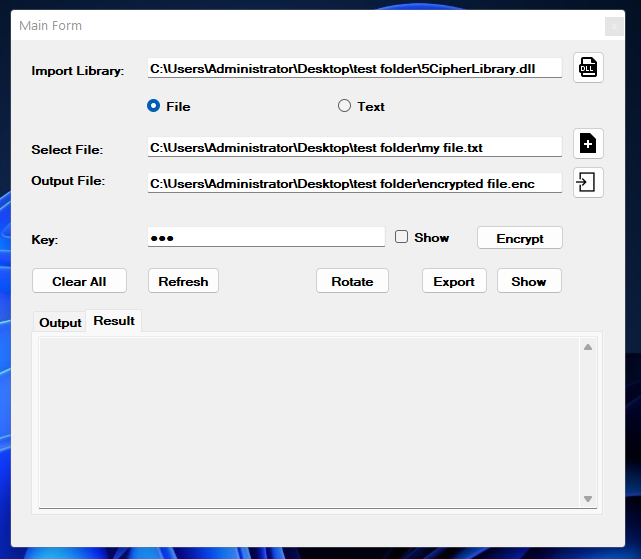 Main Form
Import Library: C:\Users\Administrator\Desktop\test folder\5CipherLibrary.dll DLL
File Text
Select File: C:\Users\Administrator\Desktop\test folder\my file.txt
Output File: C:\Users\Administrator\Desktop\test folder\encrypted file.enc
Key: ●●● Show Encrypt
Clear All Refresh Rotate Export Show
Output Result